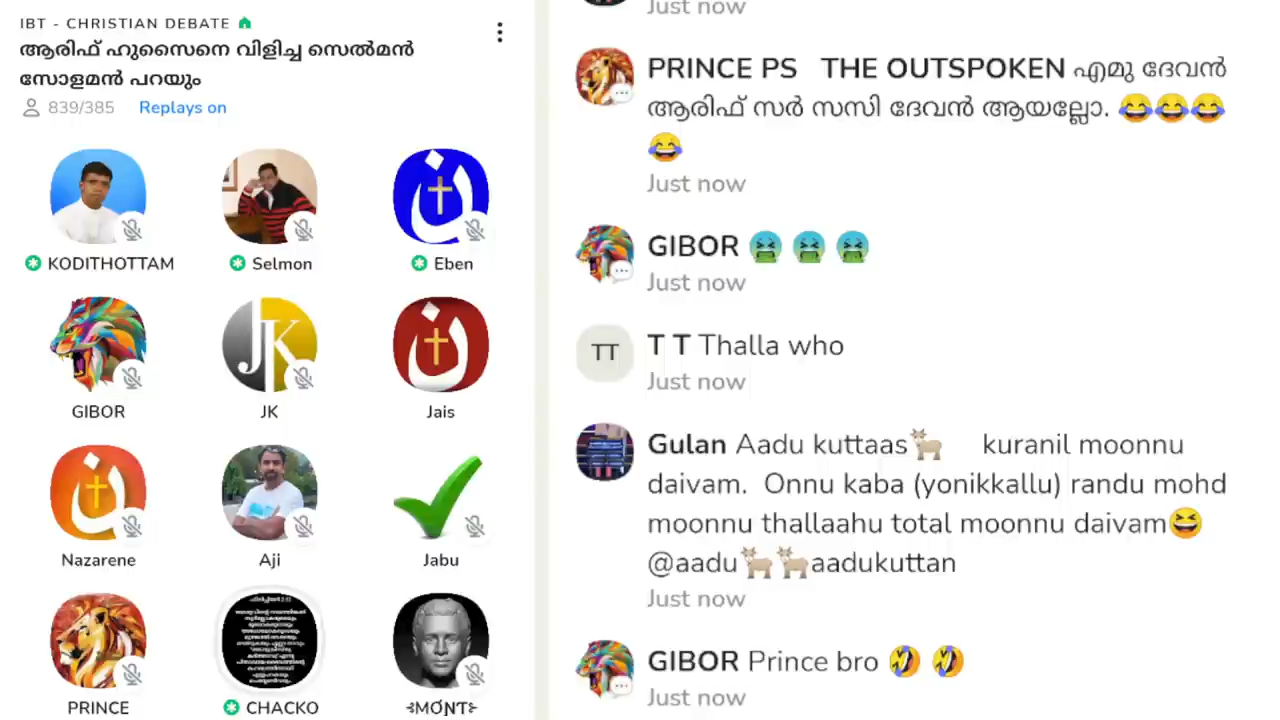 IBT - CHRISTIAN DEBATE
ആരിഫ് ഹുസൈനെ വിളിച്ച സെൽമൻ
സോളമൻ പറയും
839/385 Replays on
KODITHOTTAM Selmon Eben
JK
GIBOR JK Jais
Nazarene Aji Jabu
PRINCE CHACKO ⊰MƠƝT⊱
Just now
PRINCE PS THE OUTSPOKEN എമു ദേവൻ
ആരിഫ് സർ സസി ദേവൻ ആയല്ലോ. 😂😂😂
😂
Just now
GIBOR 🤮 🤮 🤮
Just now
TT
T T Thalla who
Just now
Gulan Aadu kuttaas🐐 kuranil moonnu
daivam. Onnu kaba (yonikkallu) randu mohd
moonnu thallaahu total moonnu daivam😆
@aadu🐐🐐aadukuttan
Just now
GIBOR Prince bro 🤣 🤣
Just now